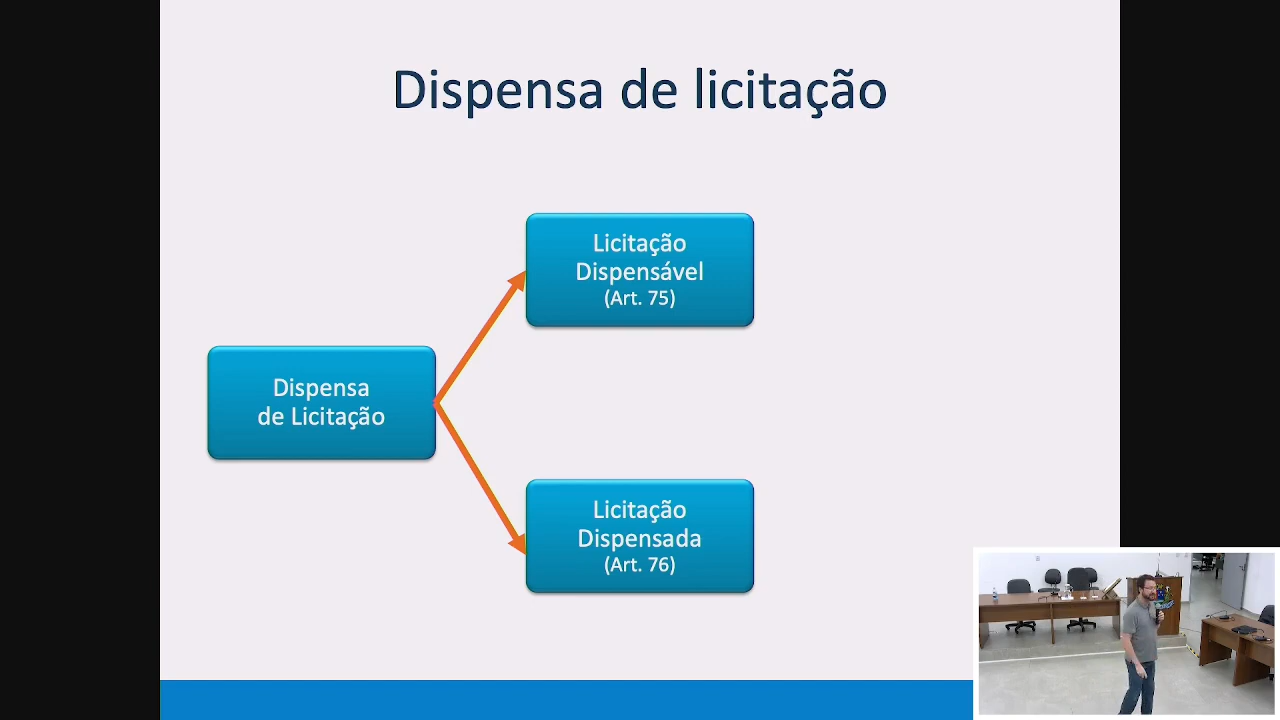 Dispensa de licitação
Licitação
Dispensável
(Art. 75)
Dispensa
de Licitação
Licitação
Dispensada
(Art. 76)